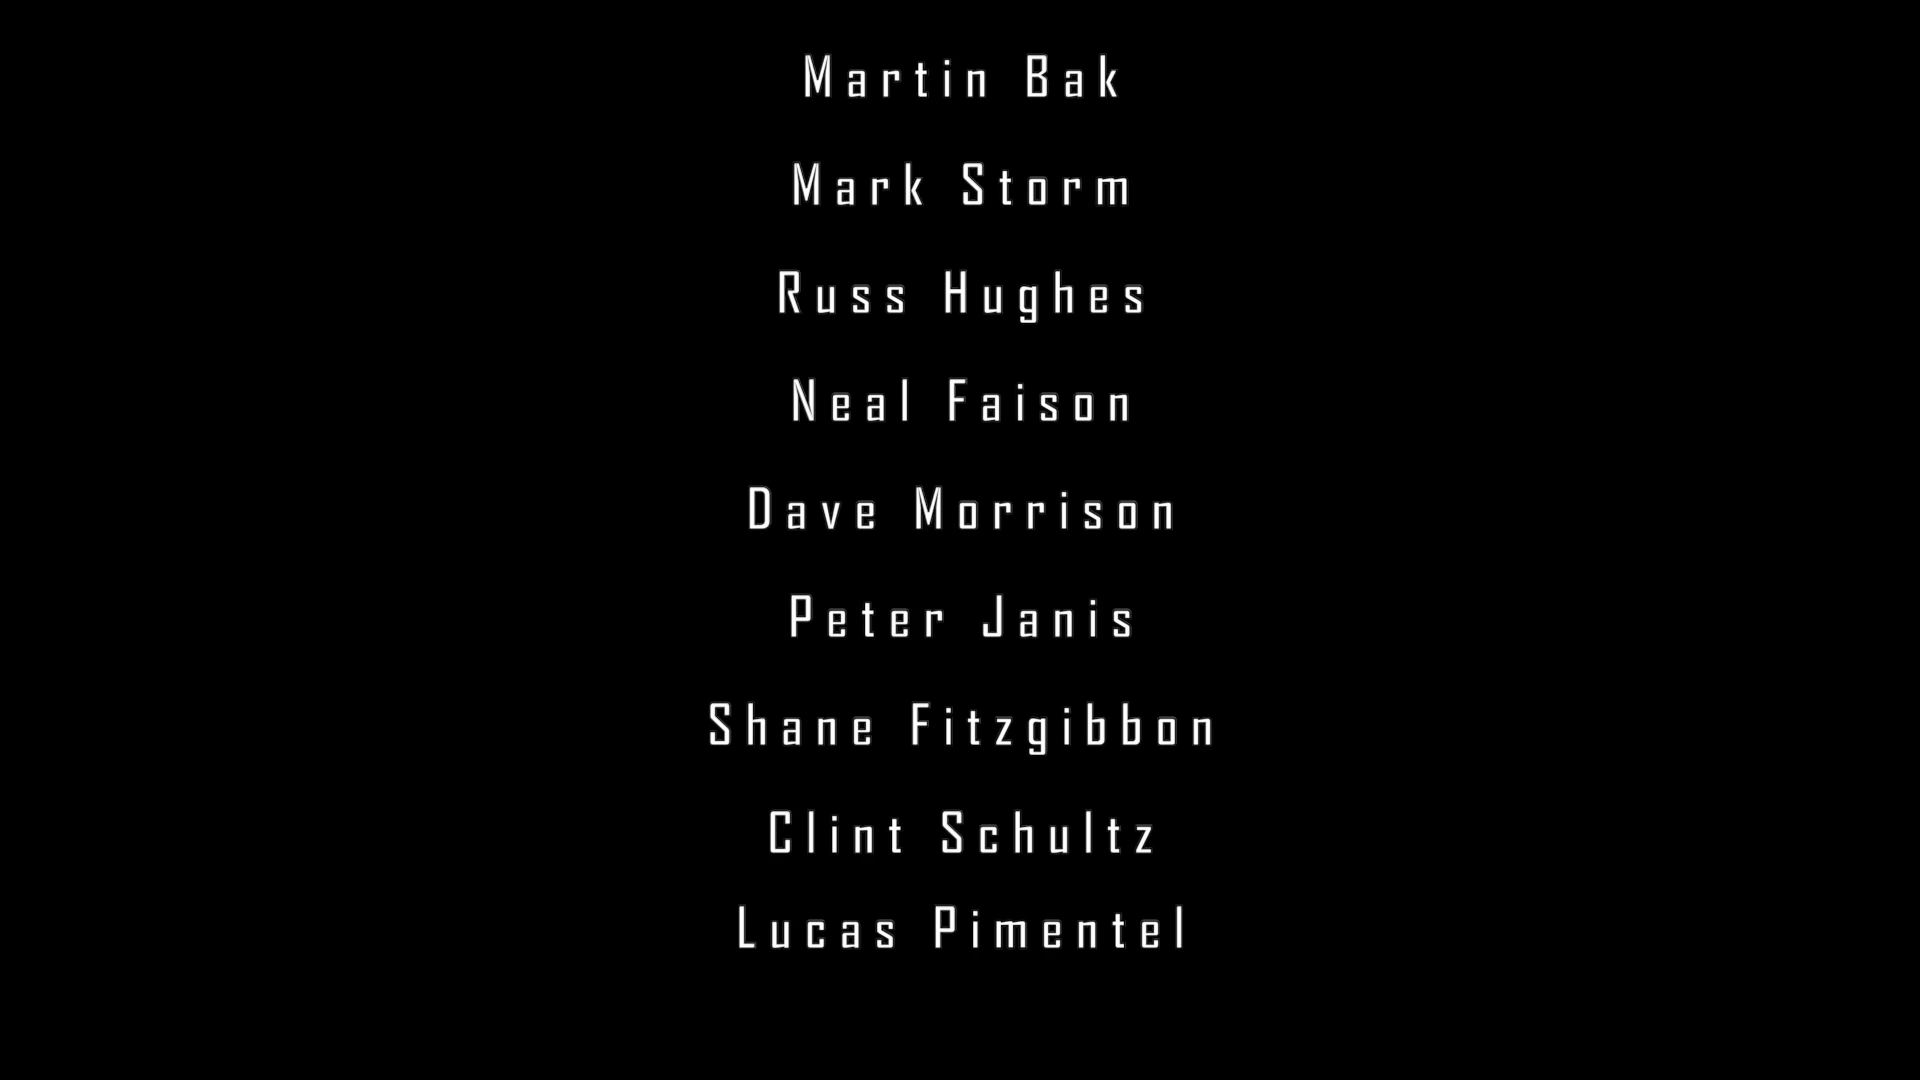 Martin Bak
Mark Storm
Russ Hughes
Neal Faison
Dave Morrison
Peter Janis
Shane Fitzgibbon
Clint Schultz
Lucas Pimentel